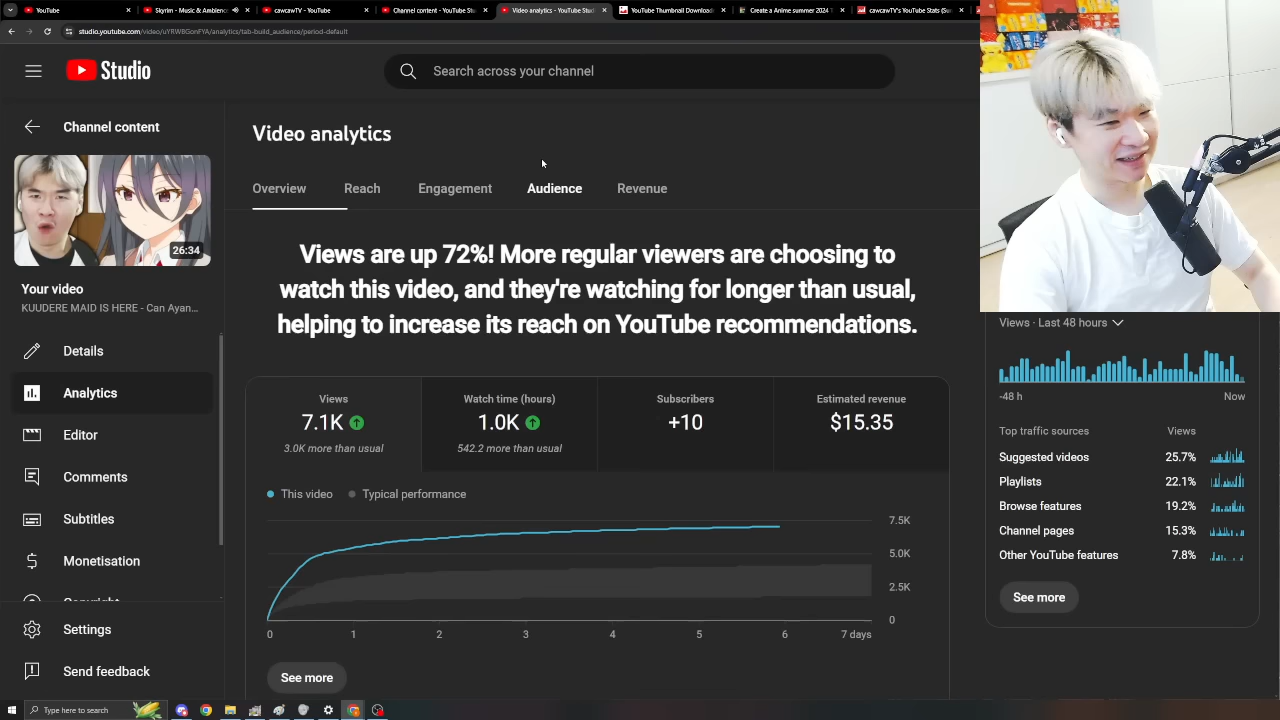 YouTube
Skyrim - Music & Ambienc
cawcawTV - YouTube
Channel content - YouTube St
Video analytics - YouTube Stud
YouTube Thumbnail Download
Create a Anime summer 2024 T
cawcawTV's YouTube Stats (Su
studio.youtube.com/video/uYRWBGonFYA/analytics/tab-build_audience/period-default
Studio
Search across your channel
Channel content
26:34
Your video
KUUDERE MAID IS HERE - Can Ayan...
Details
Analytics
Editor
Comments
Subtitles
Monetisation
Copyright
Settings
Send feedback
Video analytics
Overview
Reach
Engagement
Audience
Revenue
Views are up 72%! More regular viewers are choosing to
watch this video, and they're watching for longer than usual,
helping to increase its reach on YouTube recommendations.
Views
7.1K
3.0K more than usual
Watch time (hours)
1.0K
542.2 more than usual
Subscribers
+10
Estimated revenue
$15.35
This video
Typical performance
7.5K
5.0K
2.5K
0
0 1 2 3 4 5 6 7 days
See more
Views · Last 48 hours
-48 h
Now
Top traffic sources
Views
Suggested videos
25.7%
Playlists
22.1%
Browse features
19.2%
Channel pages
15.3%
Other YouTube features
7.8%
See more
Type here to search